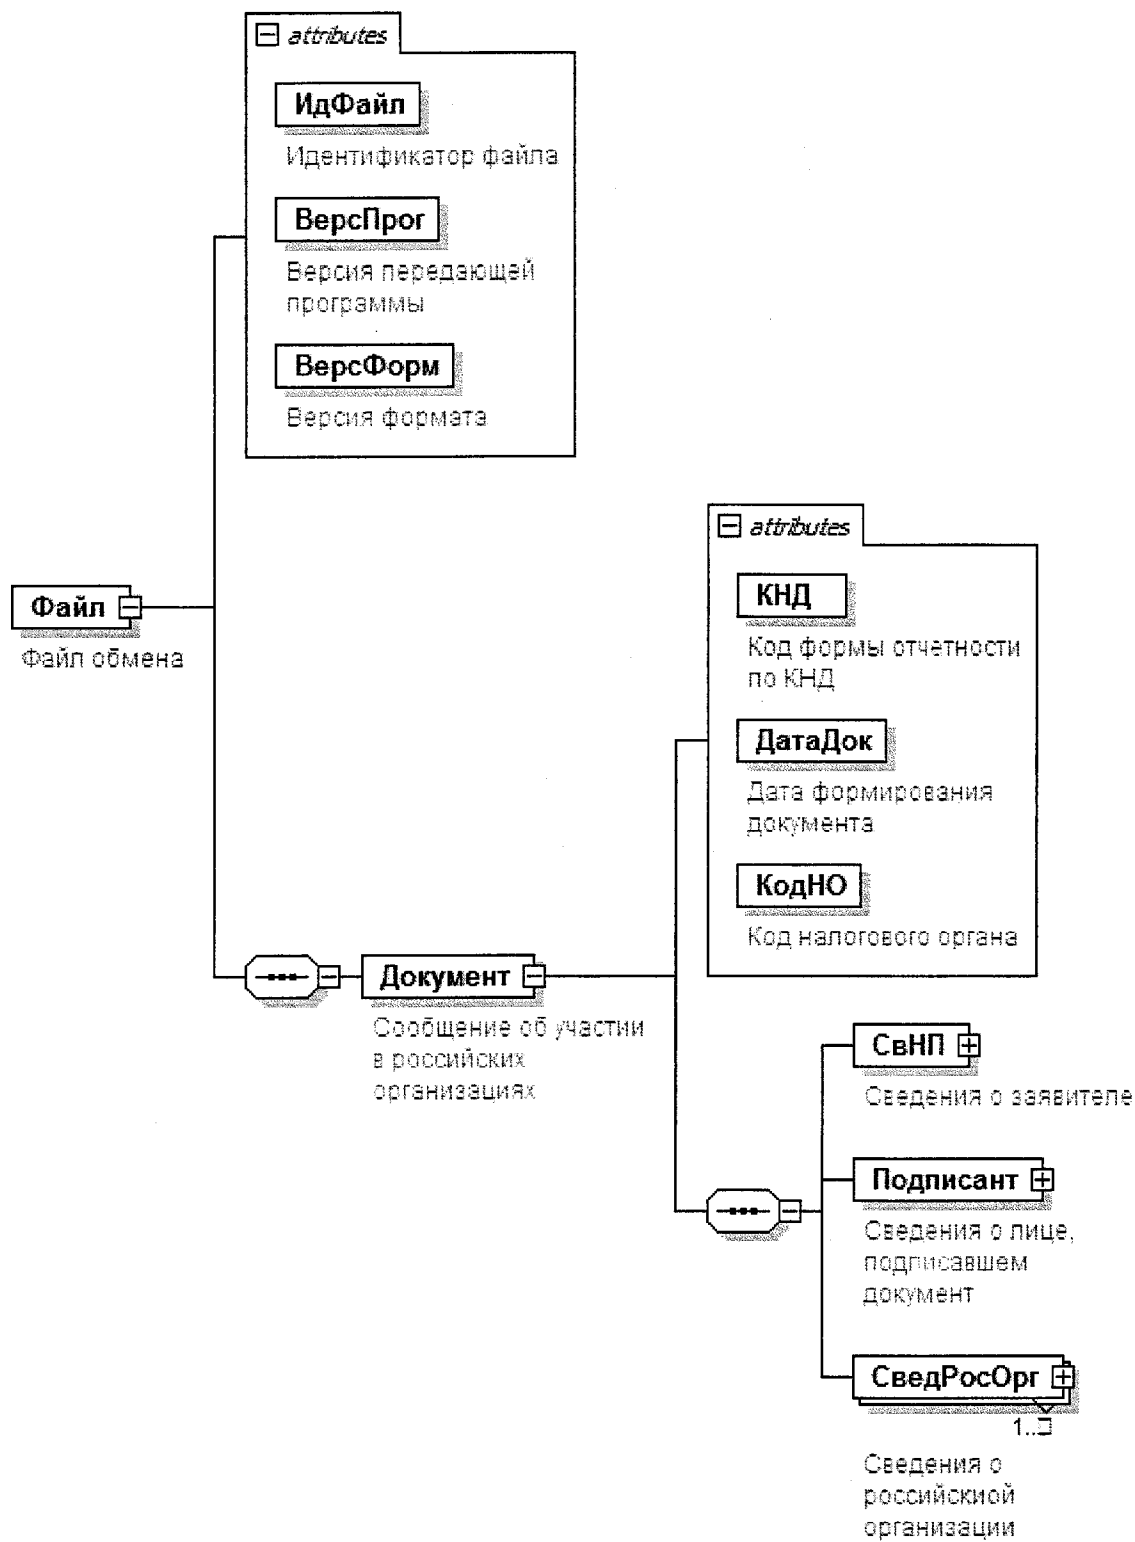 attributes
ИдФайл
Идентификатор файла
ВерсПрог
Версия передающей
программы
ВерсФорм
Версия формата
Файл
Файл обмена
attributes
КНД
Код формы отчетности
по КНД
ДатаДок
Дата формирования
документа
КодНО
Код налогового органа
Документ
Сообщение об участии
в российских
организациях
СвНП
Сведения о заявителе
Подписант
Сведения о лице,
подписавшем
документ
СведРосОрг
1..□
Сведения о
российскиой
организации